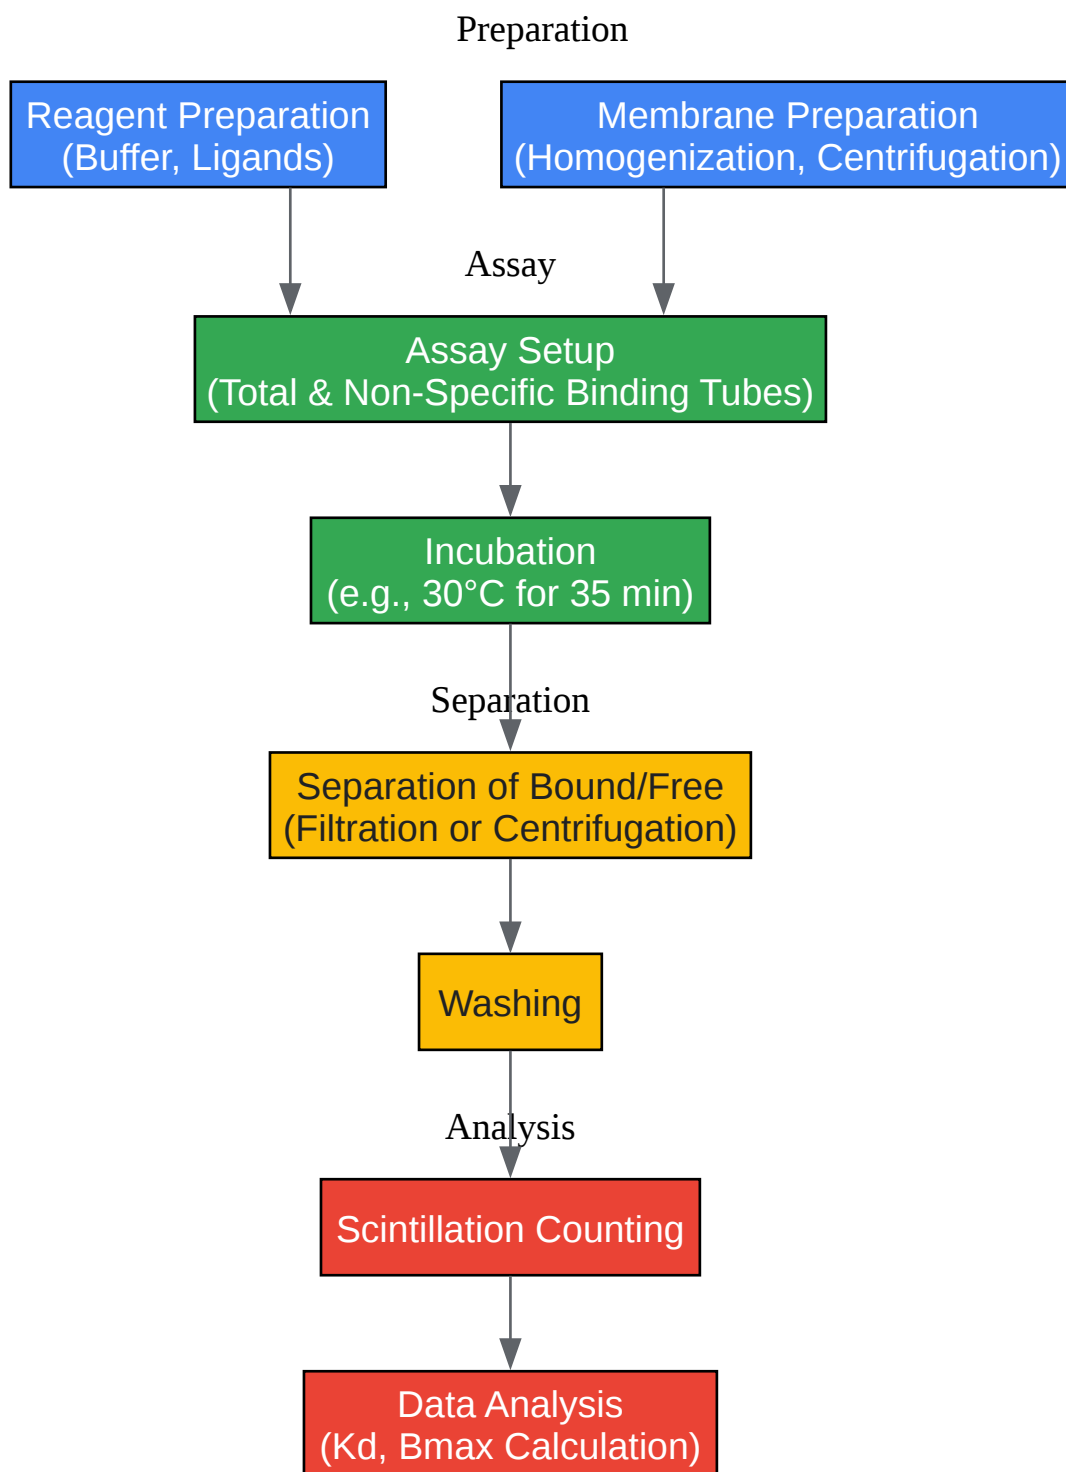 Preparation
Reagent Preparation
(Buffer, Ligands)
Membrane Preparation
(Homogenization, Centrifugation)
Assay
Assay Setup
(Total & Non-Specific Binding Tubes)
Incubation
(e.g., 30°C for 35 min)
Separation
Separation of Bound/Free
(Filtration or Centrifugation)
Washing
Analysis
Scintillation Counting
Data Analysis
(Kd, Bmax Calculation)